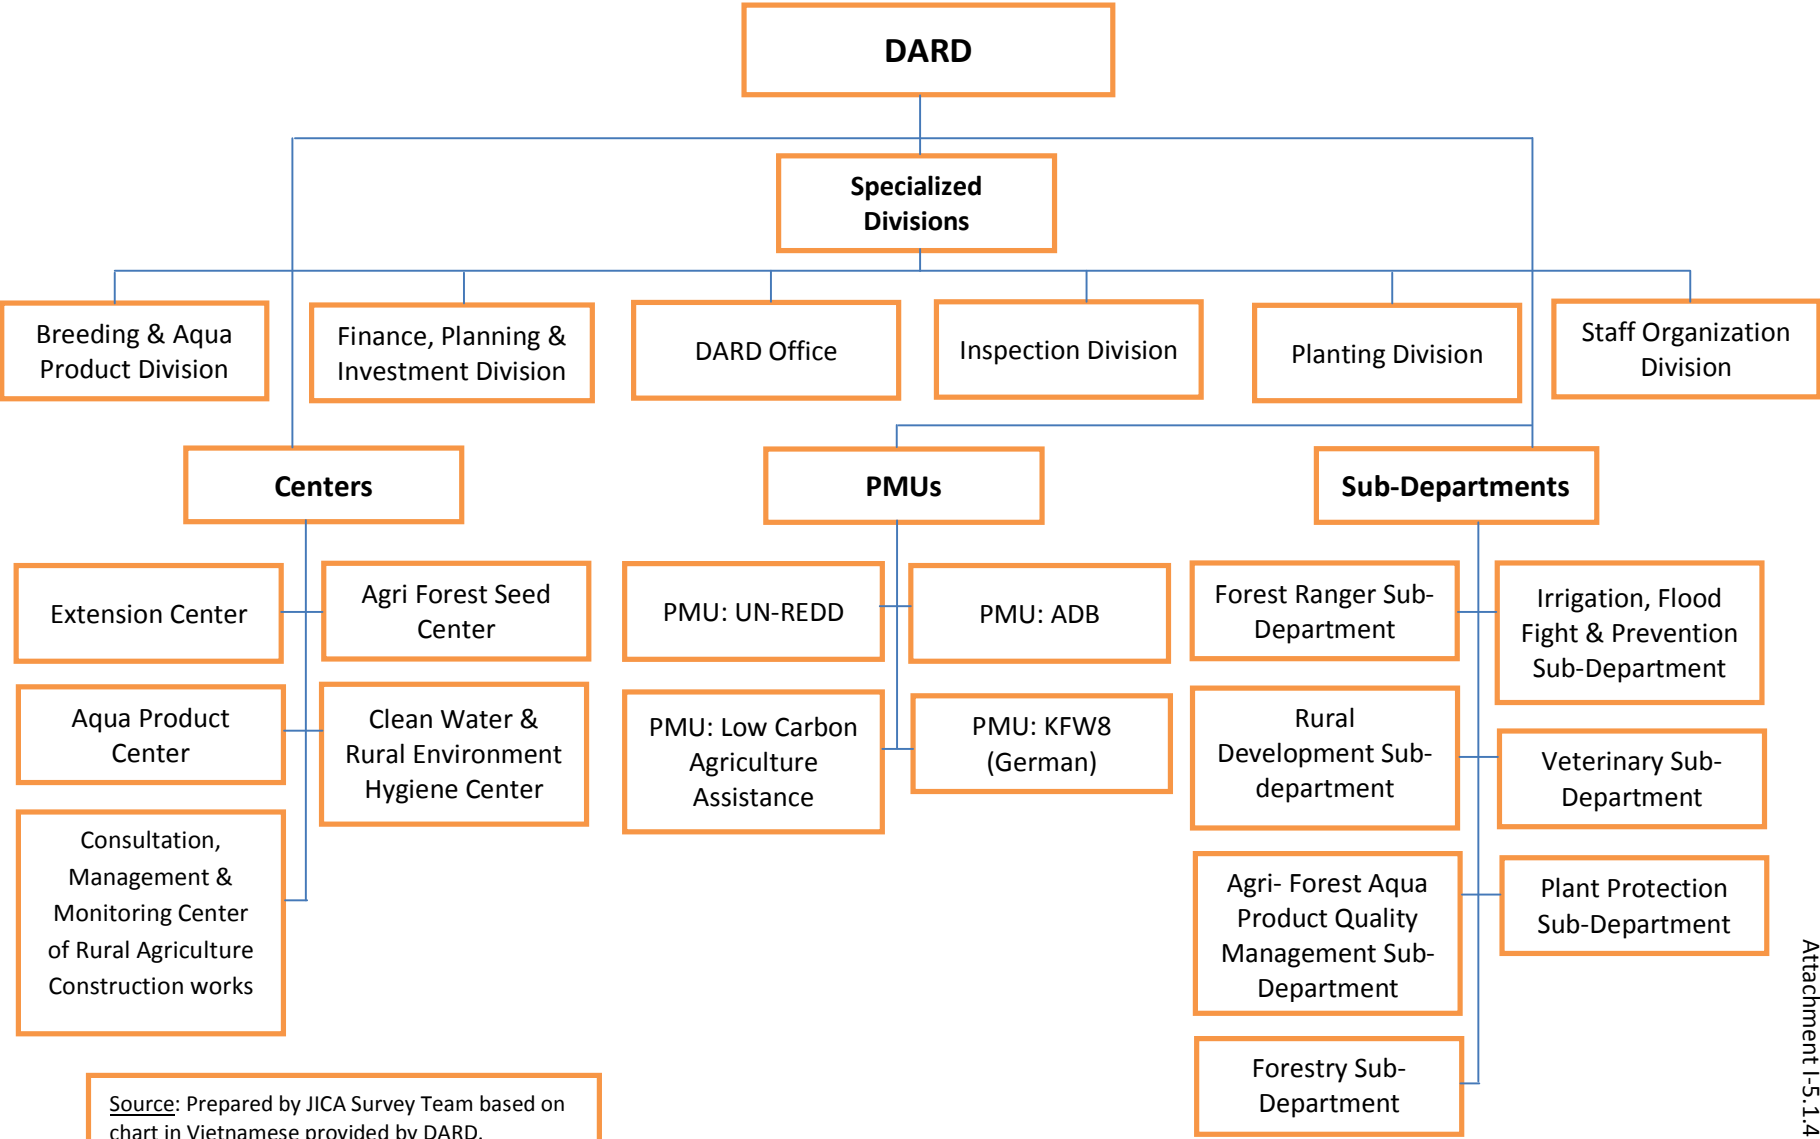 DARD
Specialized
Divisions
Breeding & Aqua
Product Division
Finance, Planning &
Investment Division
DARD Office
Inspection Division
Planting Division
Staff Organization
Division
Centers
PMUs
Sub-Departments
Extension Center
Agri Forest Seed
Center
Aqua Product
Center
Clean Water &
Rural Environment
Hygiene Center
Consultation,
Management &
Monitoring Center
of Rural Agriculture
Construction works
PMU: UN-REDD
PMU: ADB
PMU: Low Carbon
Agriculture
Assistance
PMU: KFW8
(German)
Forest Ranger Sub-
Department
Irrigation, Flood
Fight & Prevention
Sub-Department
Rural
Development Sub-
department
Veterinary Sub-
Department
Agri- Forest Aqua
Product Quality
Management Sub-
Department
Plant Protection
Sub-Department
Forestry Sub-
Department
Source: Prepared by JICA Survey Team based on
chart in Vietnamese provided by DARD.
Attachment I-5.1.4